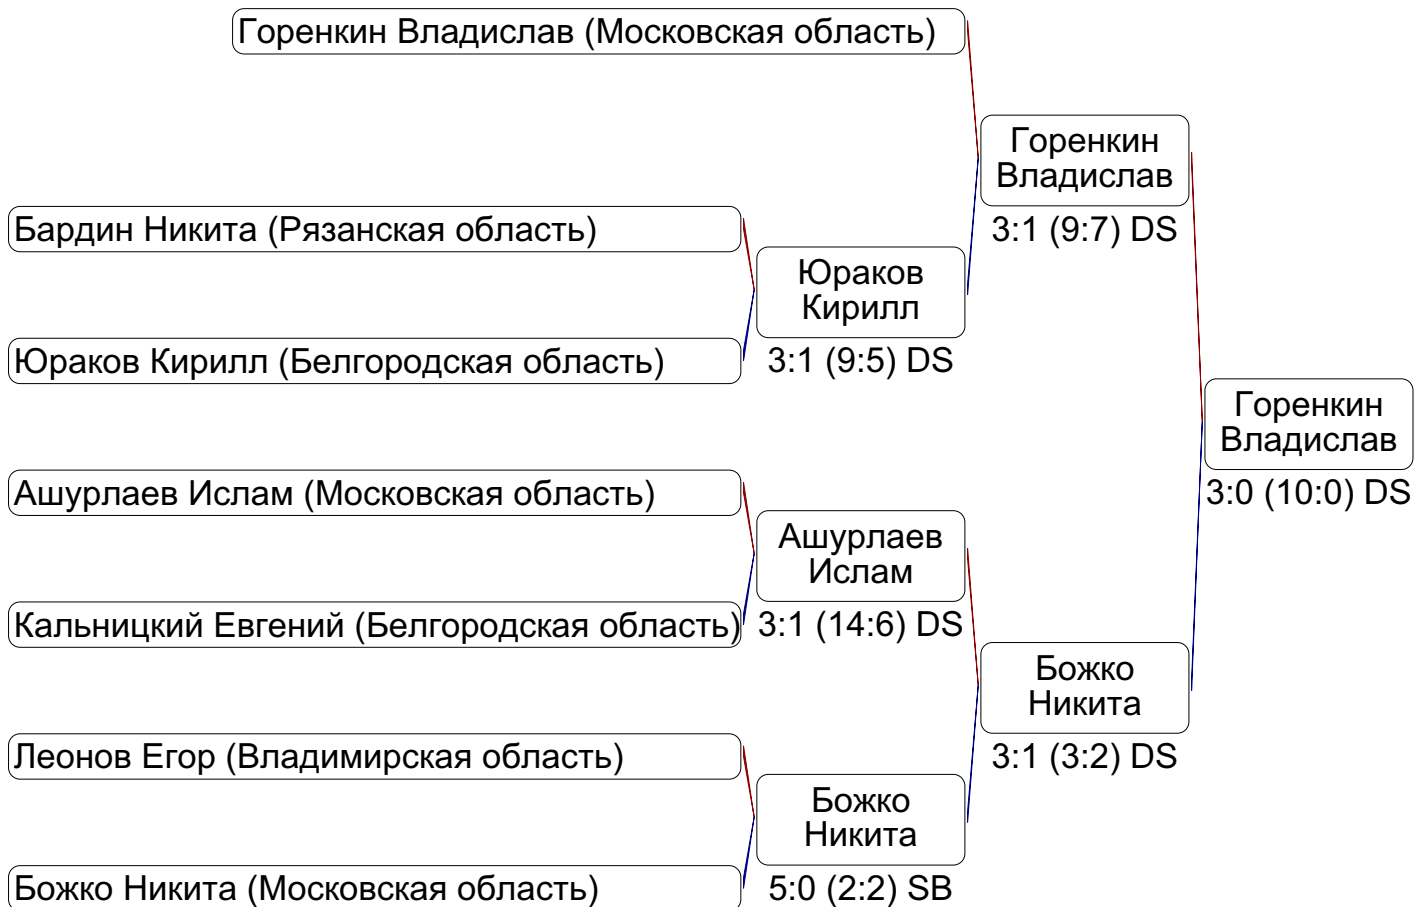 Горенкин Владислав (Московская область)
Горенкин
Владислав
Бардин Никита (Рязанская область)
3:1 (9:7) DS
Юраков
Кирилл
Юраков Кирилл (Белгородская область)
3:1 (9:5) DS
Горенкин
Владислав
Ашурлаев Ислам (Московская область)
3:0 (10:0) DS
Ашурлаев
Ислам
Кальницкий Евгений (Белгородская область)
3:1 (14:6) DS
Божко
Никита
Леонов Егор (Владимирская область)
3:1 (3:2) DS
Божко
Никита
Божко Никита (Московская область)
5:0 (2:2) SB